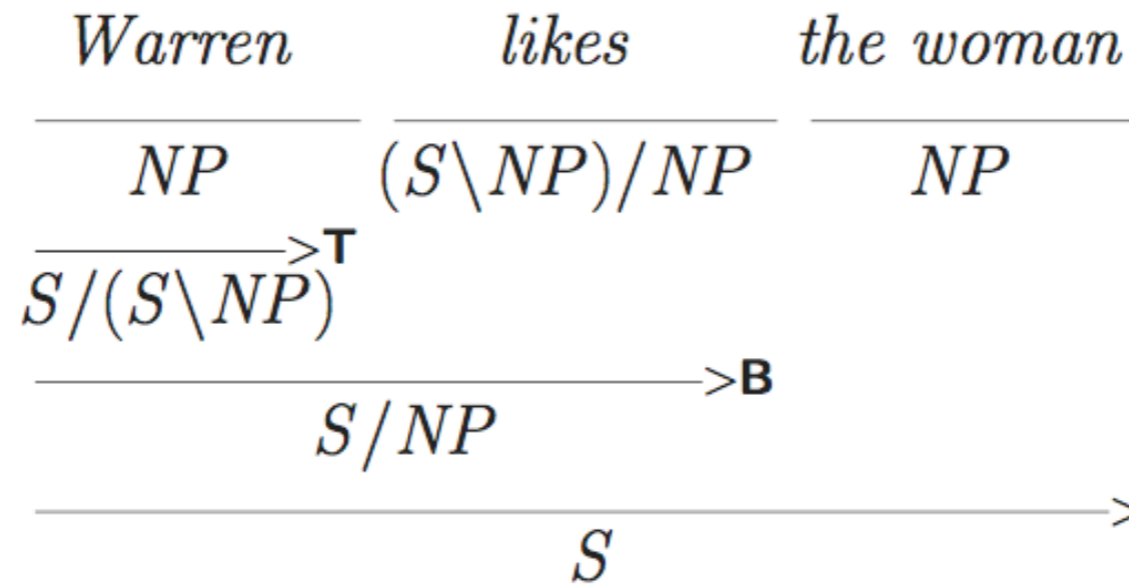 Warren likes the woman
NP (S\NP)/NP NP
>T
S/(S\NP)
>B
S/NP
>
S